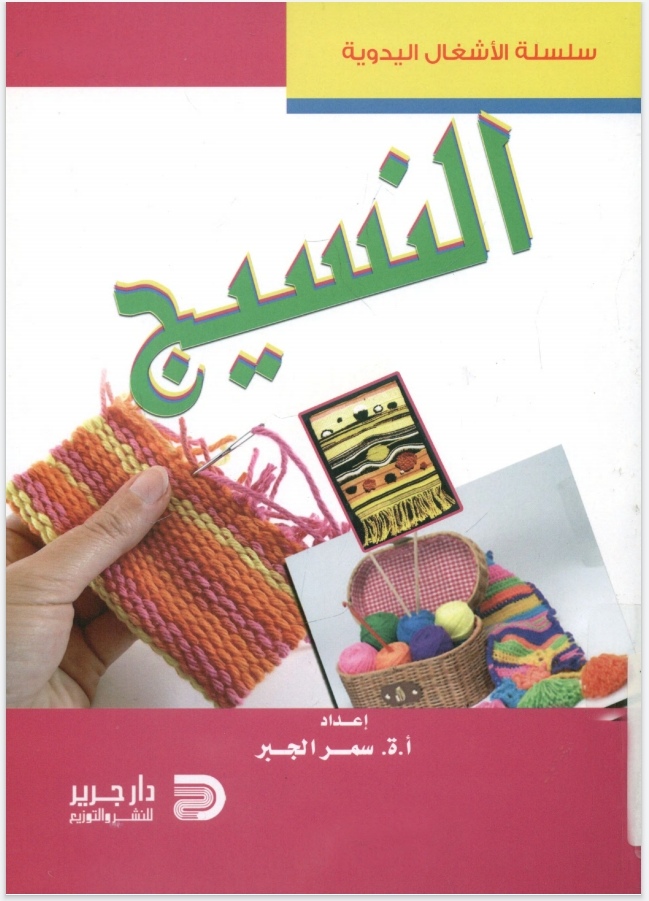 سلسلة الأشغال اليدوية
النسيج
إعداد
أ.ة. سمر الجبر
دار جرير
للنشر والتوزيع